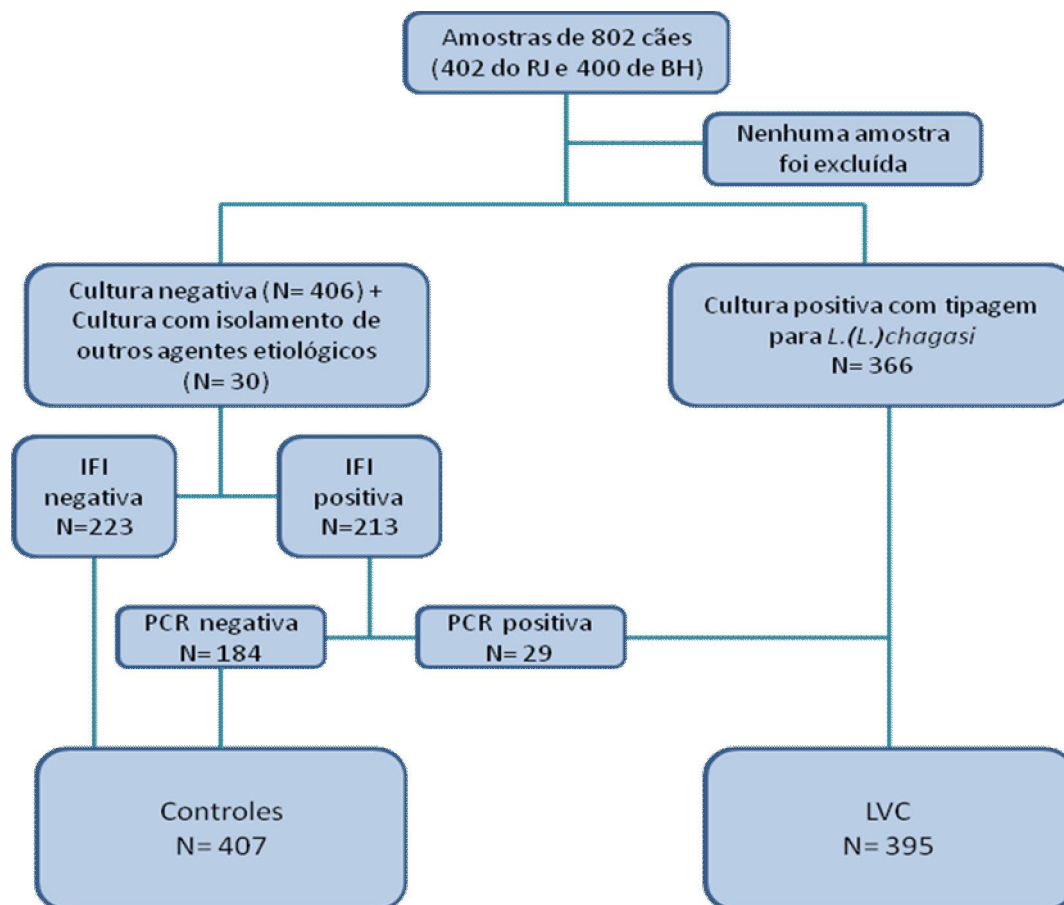 Amostras de 802 cães
(402 do RJ e 400 de BH)
Nenhuma amostra
foi excluída
Cultura negativa (N= 406) +
Cultura com isolamento de
outros agentes etiológicos
(N= 30)
Cultura positiva com tipagem
para L.(L.)chagasi
N= 366
IFI
negativa
N=223
IFI
positiva
N=213
PCR negativa
N= 184
PCR positiva
N= 29
Controles
N= 407
LVC
N= 395